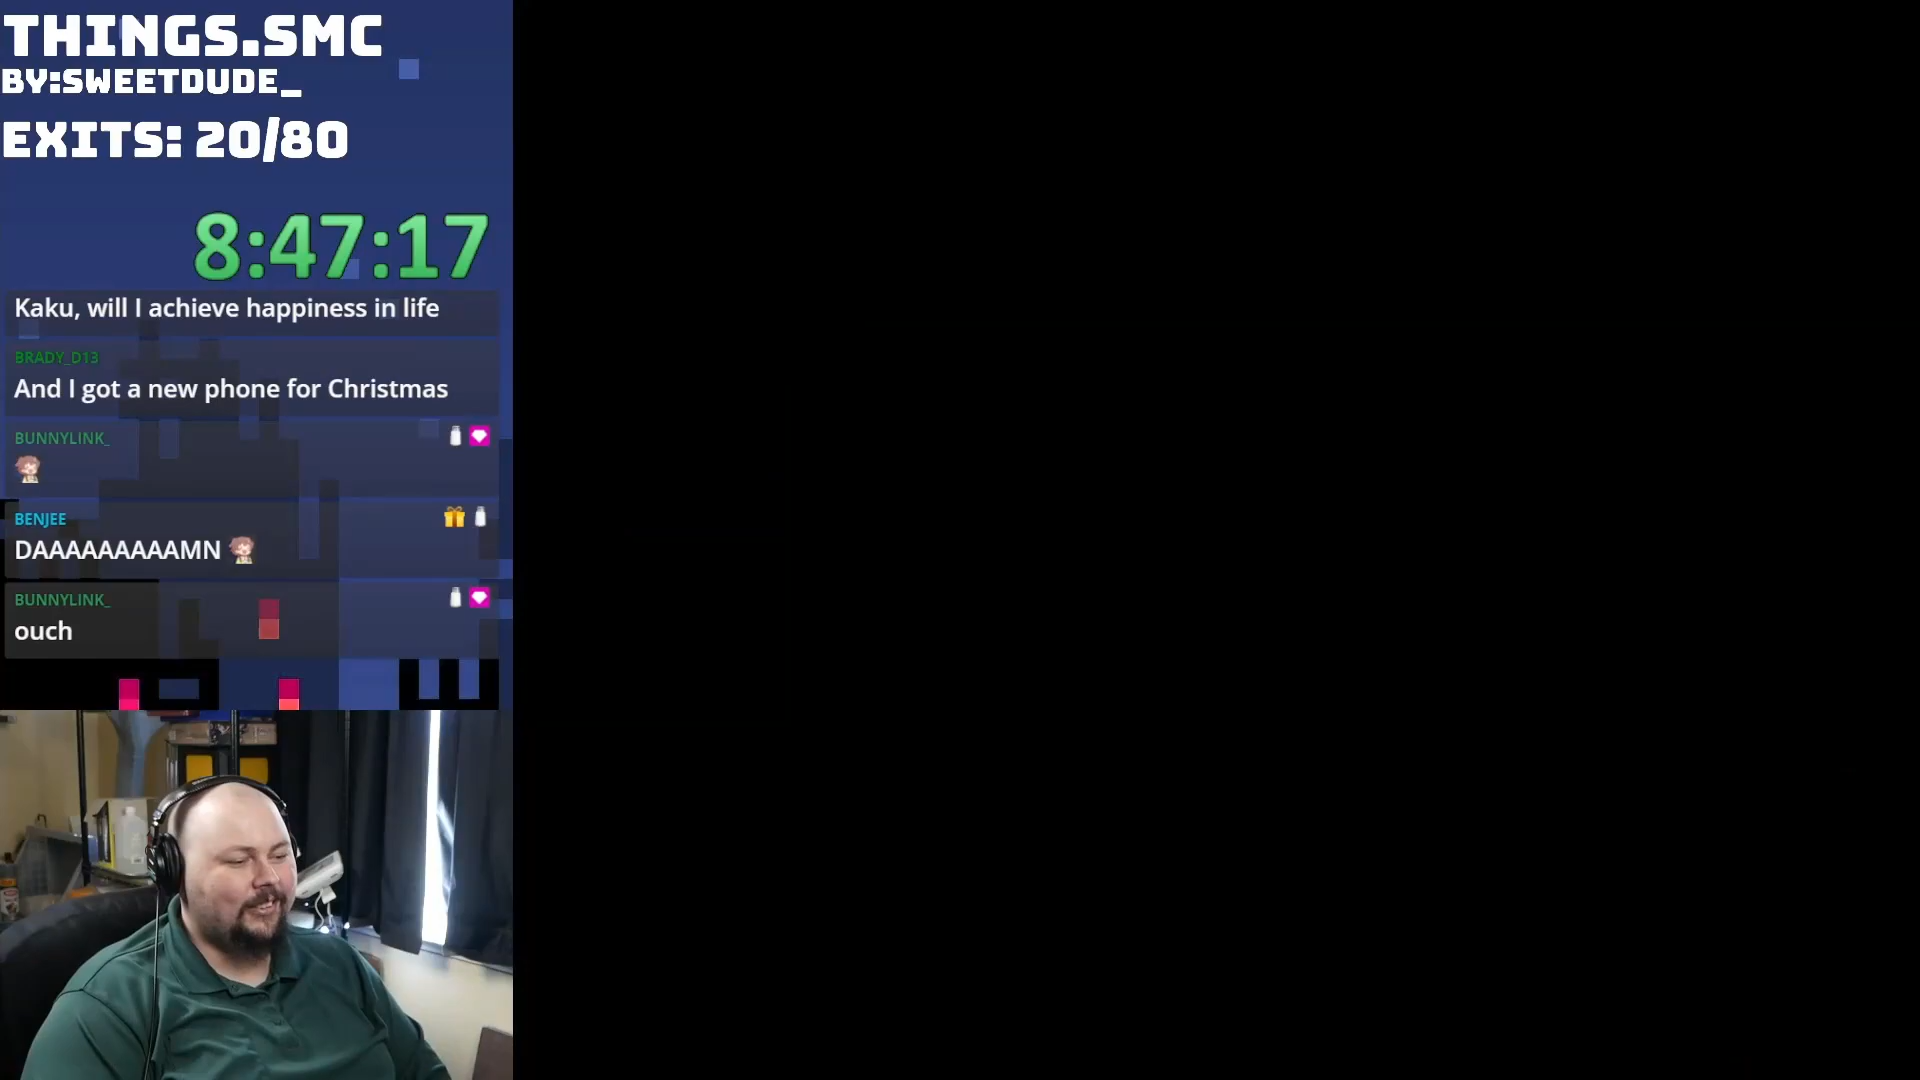 THINGS.SMC
BY:SWEETDUDE_
EXITS: 20/80
8:47:17
Kaku, will I achieve happiness in life
BRADY_D13
And I got a new phone for Christmas
BUNNYLINK_
BENJEE
DAAAAAAAAAMN
BUNNYLINK_
ouch